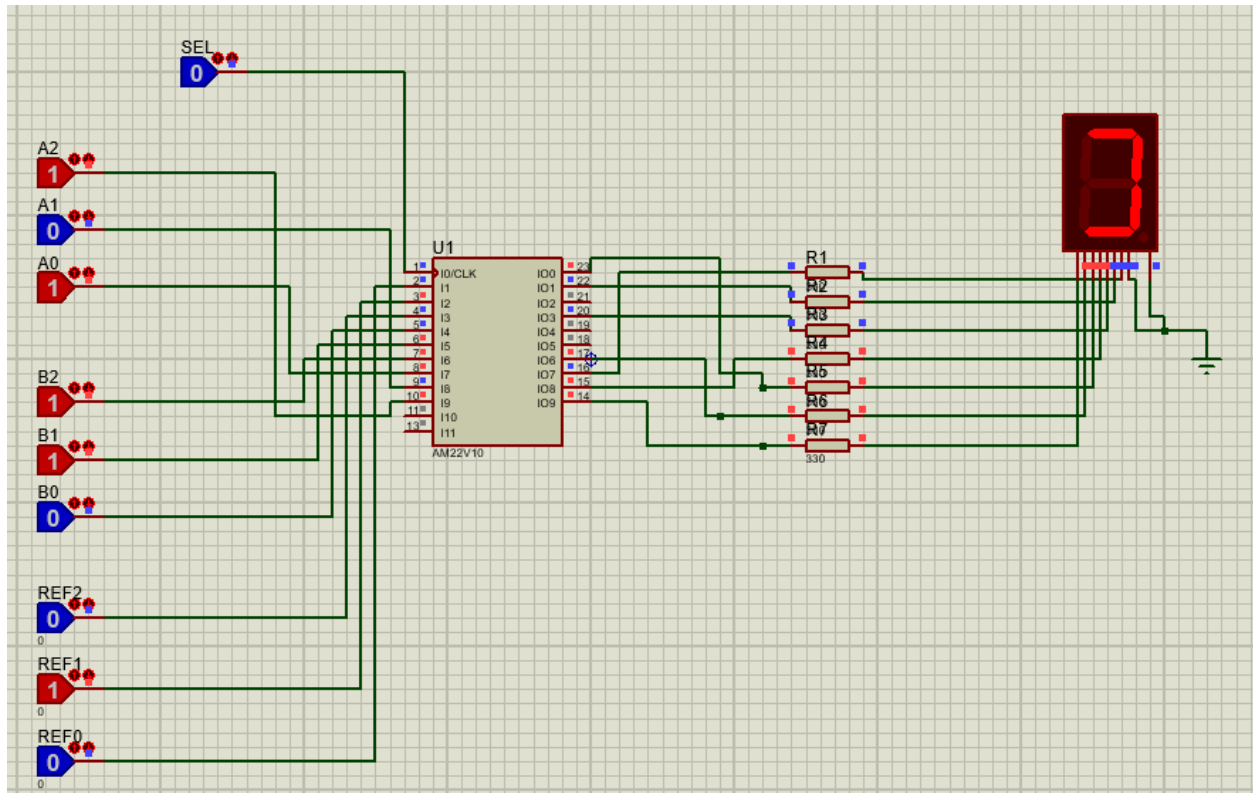 SEL
0
A2
1
A1
0
A0
1
B2
1
B1
1
B0
0
REF2
0
0
REF1
1
0
REF0
0
0
U1
1 I0/CLK IO0 23
2 I1 IO1 22
3 I2 IO2 21
4 I3 IO3 20
5 I4 IO4 19
6 I5 IO5 18
7 I6 IO6 17
8 I7 IO7 16
9 I8 IO8 15
10 I9 IO9 14
11 I10
13 I11
AM22V10
R1
R2
R3
R4
R5
R6
R7
330